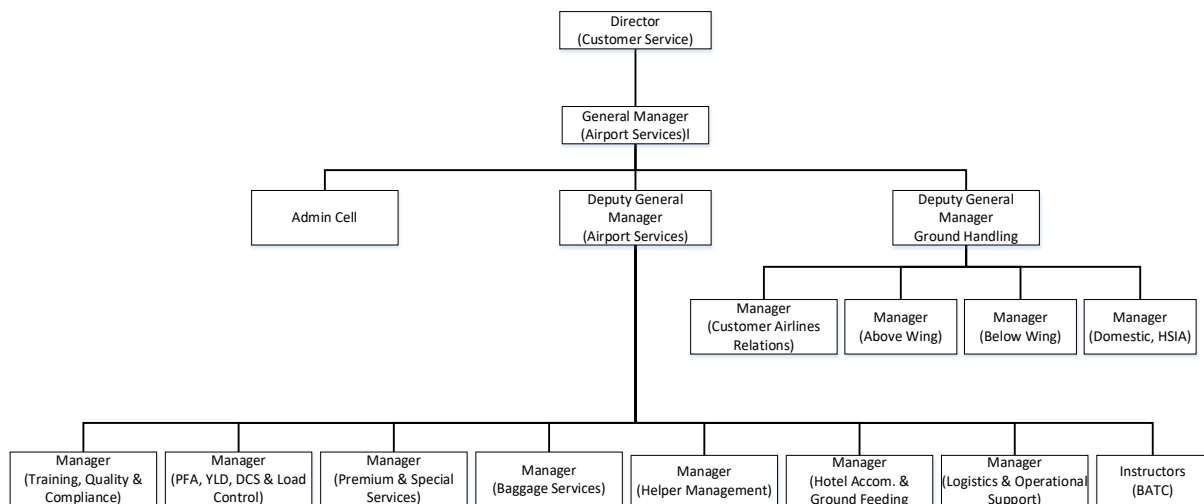 Director
(Customer Service)
General Manager
(Airport Services)l
Admin Cell
Deputy General
Manager
(Airport Services)
Deputy General
Manager
Ground Handling
Manager
(Customer Airlines
Relations)
Manager
(Above Wing)
Manager
(Below Wing)
Manager
(Domestic, HSIA)
Manager
(Training, Quality &
Compliance)
Manager
(PFA, YLD, DCS & Load
Control)
Manager
(Premium & Special
Services)
Manager
(Baggage Services)
Manager
(Helper Management)
Manager
(Hotel Accom. &
Ground Feeding
Manager
(Logistics & Operational
Support)
Instructors
(BATC)